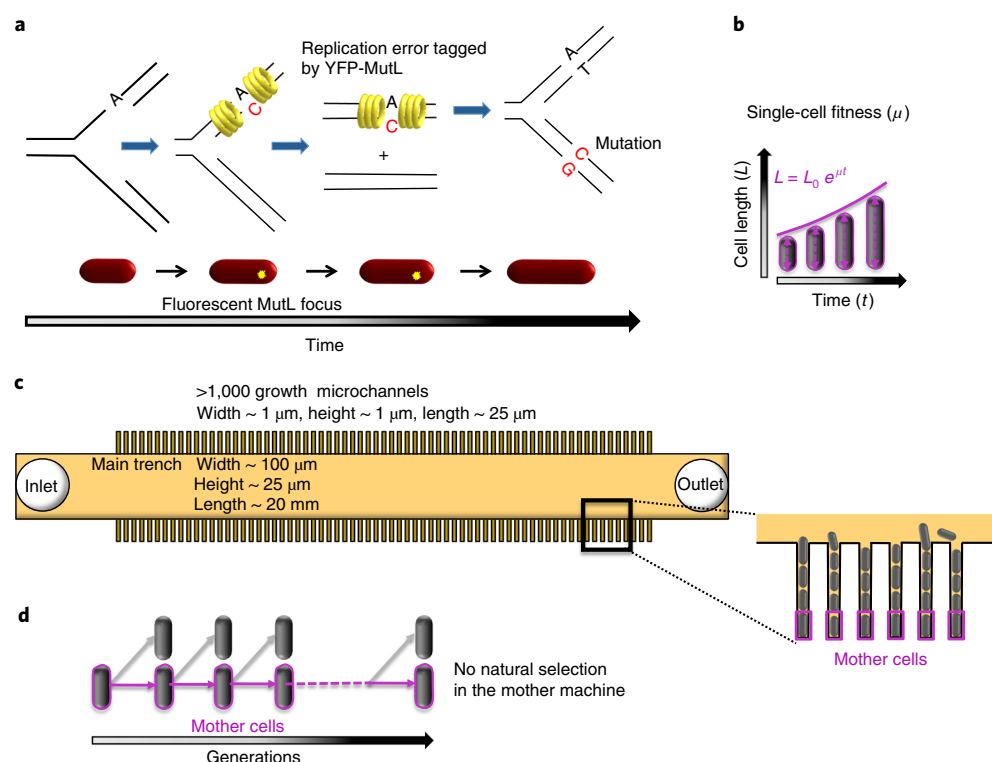 a
Replication error tagged
by YFP-MutL
A
A
C
A
C
+
A
T
C
G
Mutation
Fluorescent MutL focus
Time
b
Single-cell fitness (μ)
L = L₀ e^{μt}
Cell length (L)
Time (t)
c
>1,000 growth microchannels
Width ~ 1 μm, height ~ 1 μm, length ~ 25 μm
Main trench
Width ~ 100 μm
Height ~ 25 μm
Length ~ 20 mm
Inlet
Outlet
Mother cells
d
No natural selection
in the mother machine
Mother cells
Generations